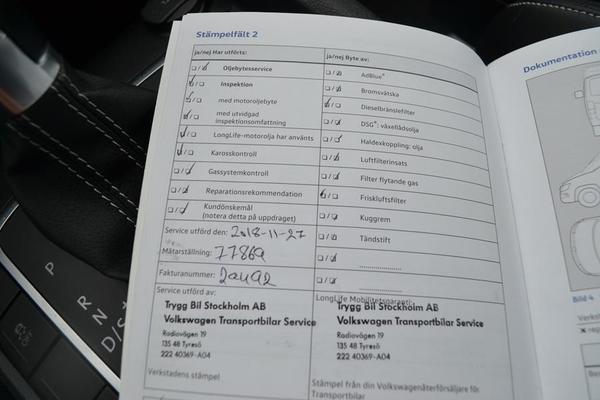 Stämpelfält 2
Dokumentation
ja/nej Har utförts:
Oljebytesservice
Inspektion
med motoroljebyte
med utvidgad
inspektionsomfattning
LongLife-motorolja har använts
Karosskontroll
Gassystemkontroll
Reparationsrekommendation
Kundönskemål
(notera detta på uppdraget)
Service utförd den: 2018-11-27
Mätarställning: 77869
Fakturanummer:
Service utförd av:
Trygg Bil Stockholm AB
Volkswagen Transportbilar Service
Radiovägen 19
135 48 Tyresö
222 40369-A04
Verkstadens stämpel
ja/nej Byte av:
AdBlue®
Bromsvätska
Dieselbränslefilter
DSG®: växellådsolja
Haldexkoppling: olja
Luftfilterinsats
Filter flytande gas
Friskluftsfilter
Kuggrem
Tändstift
LongLife Mobilitetsgaranti:
Trygg Bil Stockholm AB
Volkswagen Transportbilar Service
Radiovägen 19
135 48 Tyresö
222 40369-A04
Stämpel från din Volkswagenåterförsäljare för
Transportbilar
Bild 4
P
R
N
D/S